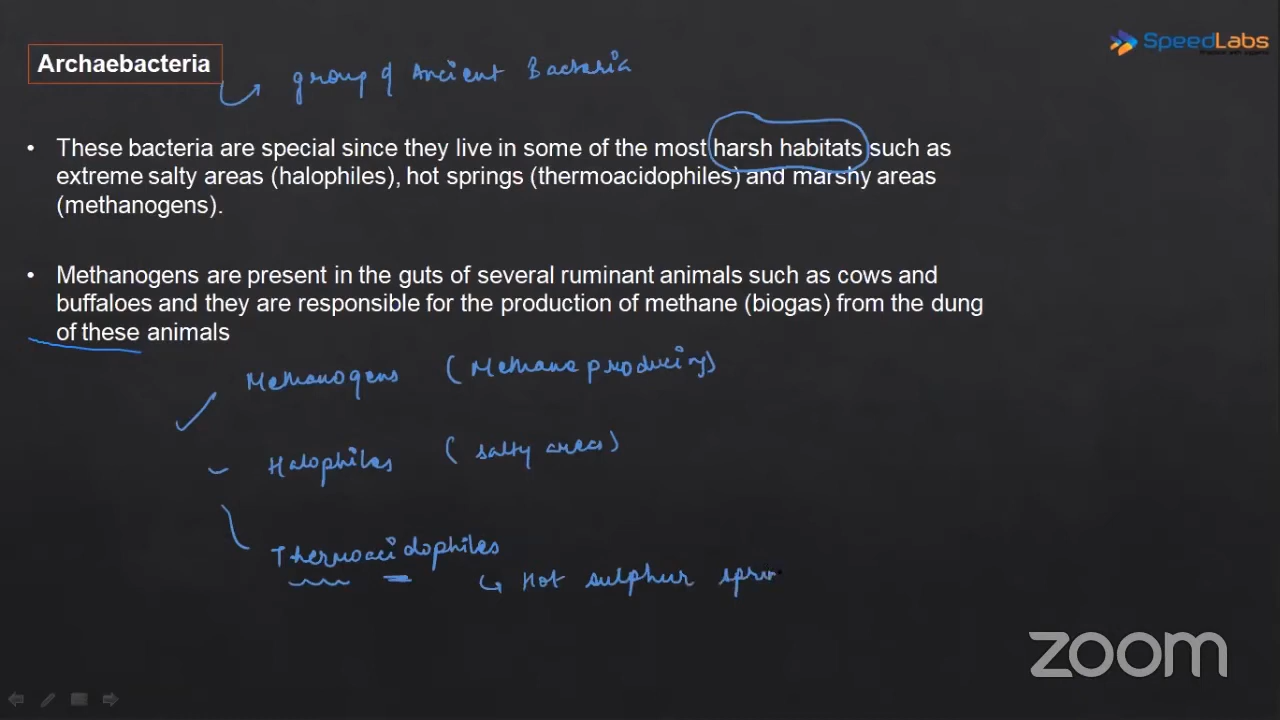 SpeedLabs
Archaebacteria
group of Ancient Bacteria
• These bacteria are special since they live in some of the most harsh habitats such as
extreme salty areas (halophiles), hot springs (thermoacidophiles) and marshy areas
(methanogens).
• Methanogens are present in the guts of several ruminant animals such as cows and
buffaloes and they are responsible for the production of methane (biogas) from the dung
of these animals
Methanogens (Methane producing)
Halophiles (salty areas)
Thermoacidophiles
Hot sulphur sprin
zoom